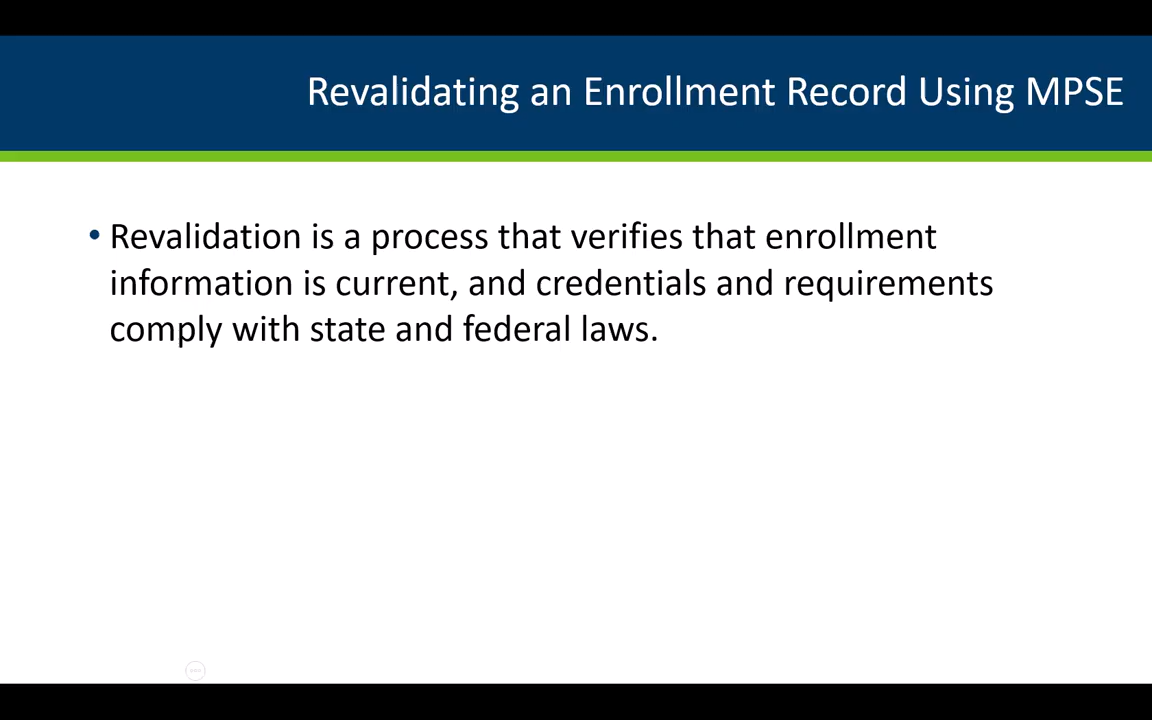 Revalidating an Enrollment Record Using MPSE
• Revalidation is a process that verifies that enrollment
information is current, and credentials and requirements
comply with state and federal laws.